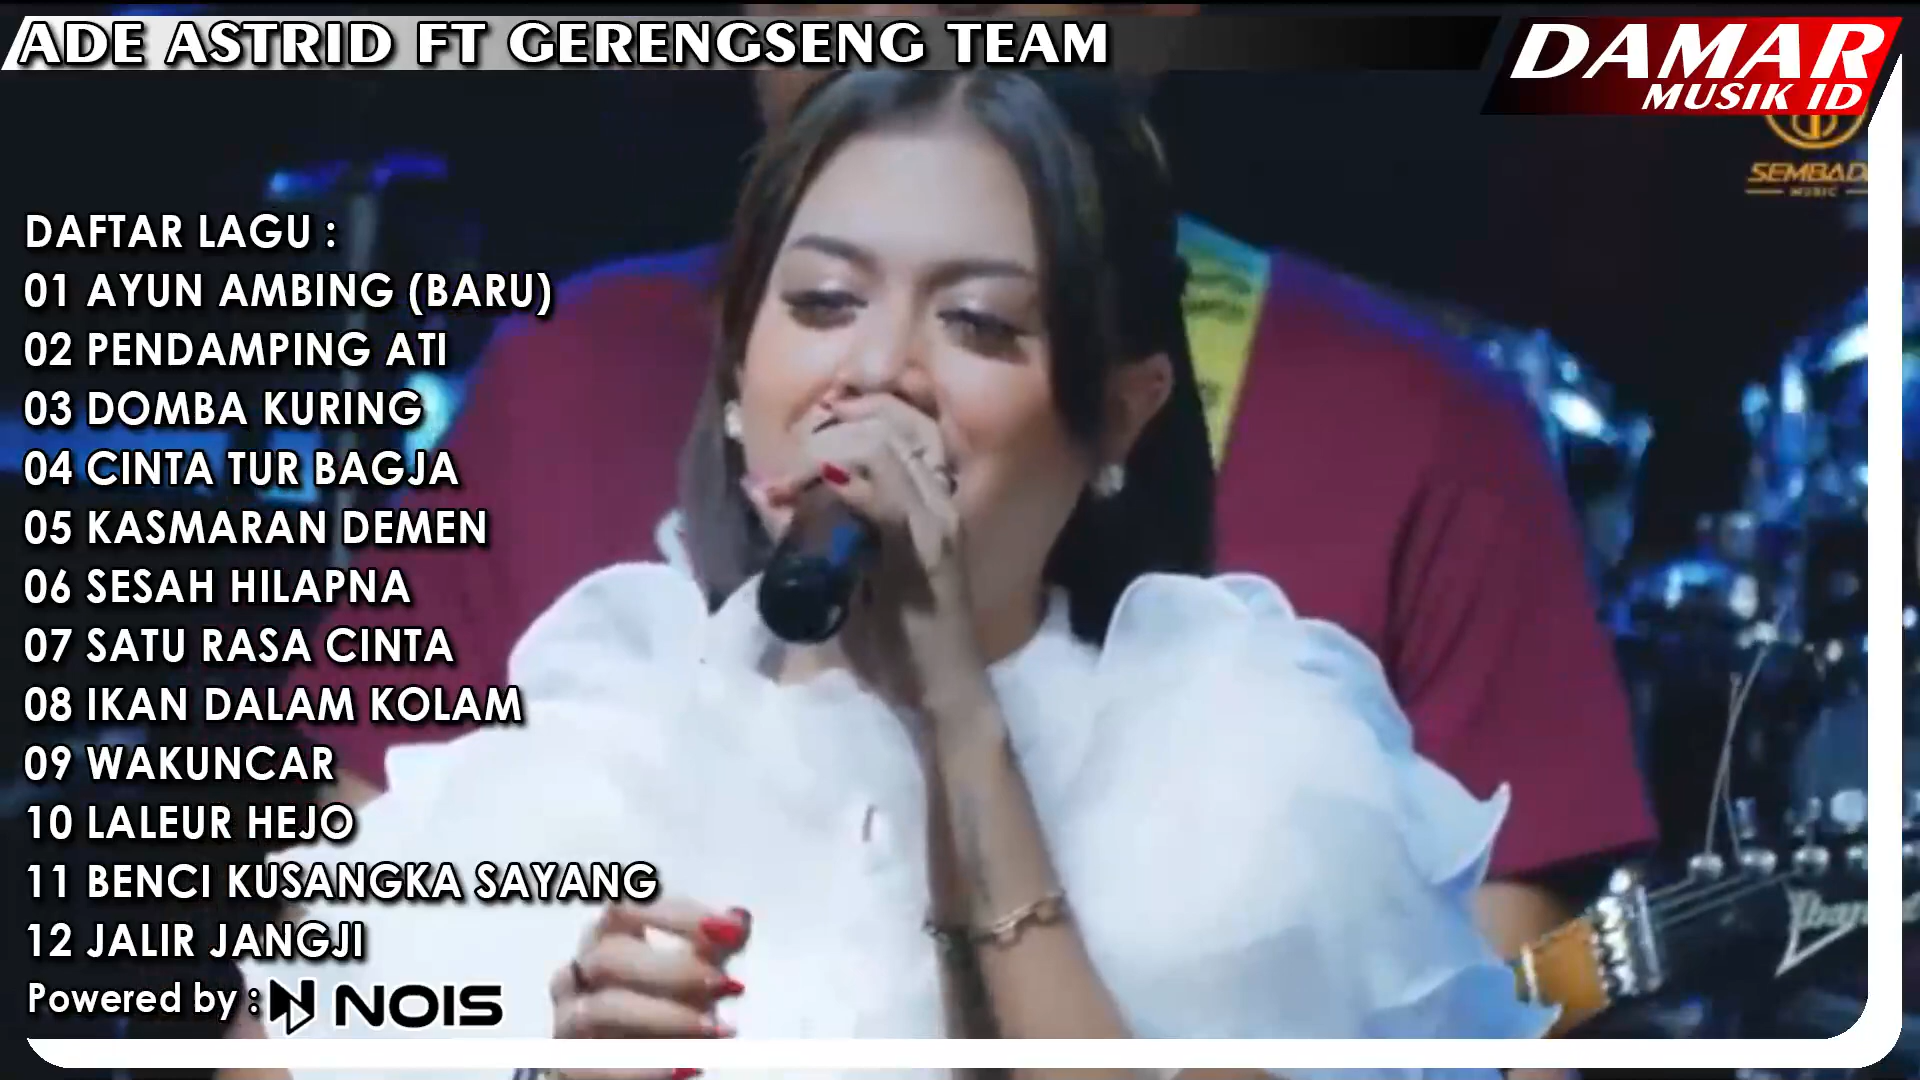 ADE ASTRID FT GERENGSENG TEAM
DAMAR
MUSIK ID
MUSIC
DAFTAR LAGU :
01 AYUN AMBING (BARU)
02 PENDAMPING ATI
03 DOMBA KURING
04 CINTA TUR BAGJA
05 KASMARAN DEMEN
06 SESAH HILAPNA
07 SATU RASA CINTA
08 IKAN DALAM KOLAM
09 WAKUNCAR
10 LALEUR HEJO
11 BENCI KUSANGKA SAYANG
12 JALIR JANGJI
Powered by : NOIS